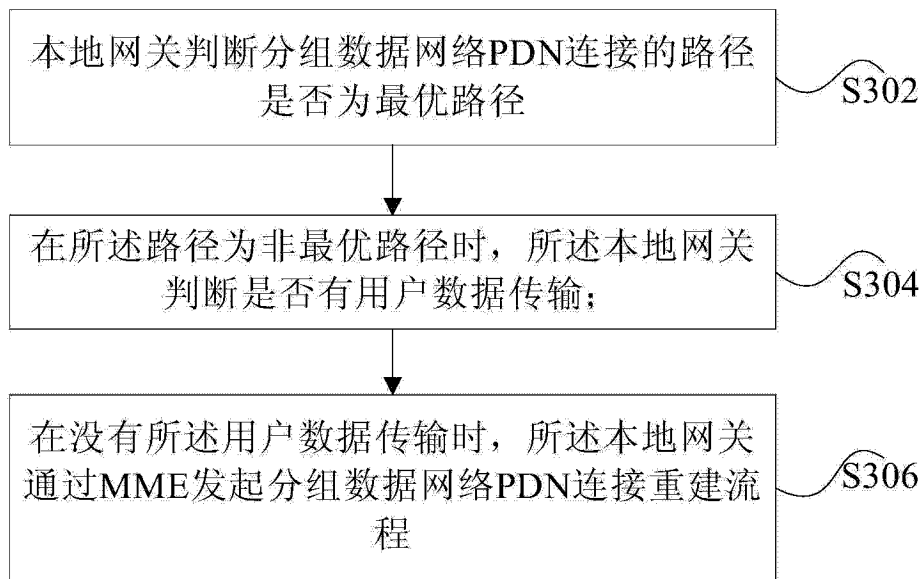 本地网关判断分组数据网络PDN连接的路径
是否为最优路径
S302
在所述路径为非最优路径时，所述本地网关
判断是否有用户数据传输；
S304
在没有所述用户数据传输时，所述本地网关
通过MME发起分组数据网络PDN连接重建流
程
S306